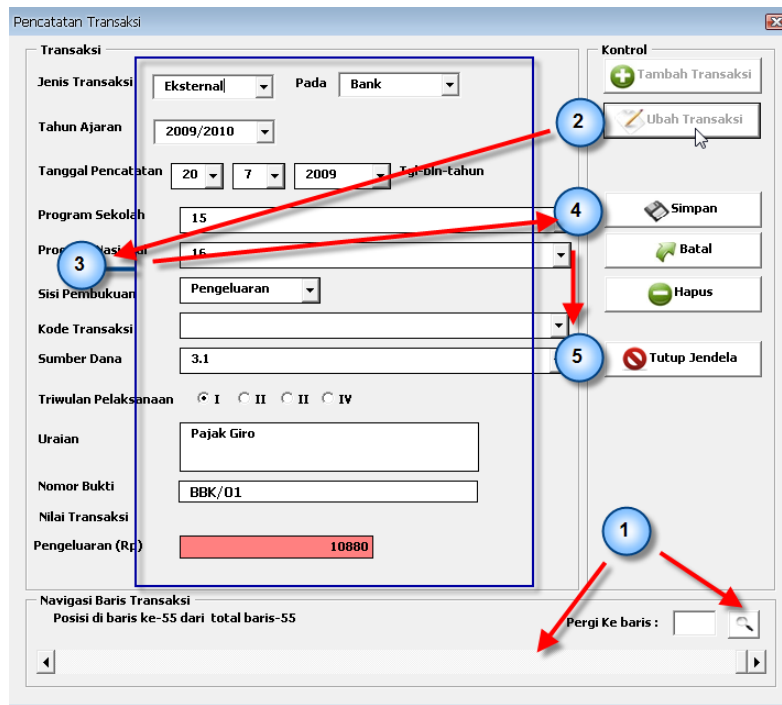 Pencatatan Transaksi
Transaksi
Jenis Transaksi Eksternal Pada Bank
Tahun Ajaran 2009/2010
Tanggal Pencatatan 20 7 2009 Tgl-bln-tahun
Program Sekolah 15
16
Sisi Pembukuan Pengeluaran
Kode Transaksi
Sumber Dana 3.1
Triwulan Pelaksanaan I II II IV
Uraian Pajak Giro
Nomor Bukti BBK/01
Nilai Transaksi
Pengeluaran (Rp) 10880
Kontrol
Tambah Transaksi
Ubah Transaksi
Simpan
Batal
Hapus
Tutup Jendela
2
4
3
5
1
Navigasi Baris Transaksi
Posisi di baris ke-55 dari total baris-55
Pergi Ke baris :